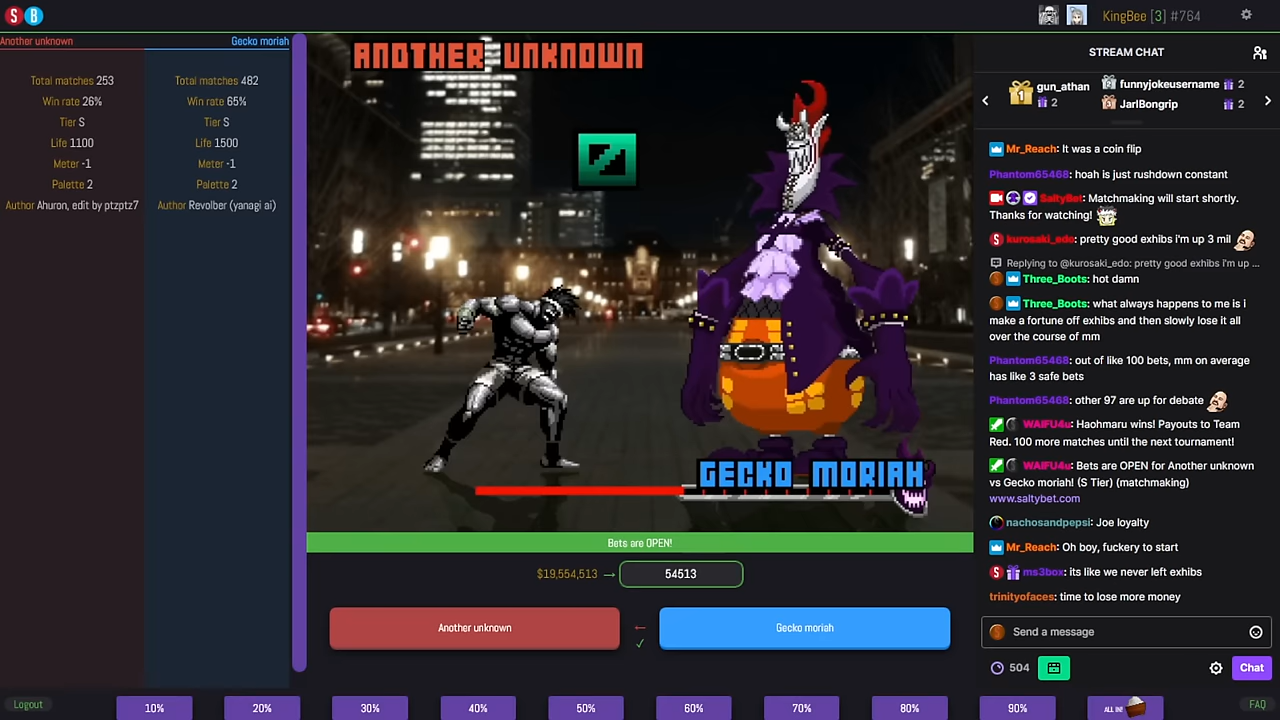 S B
KingBee [3] #764
Another unknown
Gecko moriah
Total matches 253
Win rate 26%
Tier S
Life 1100
Meter -1
Palette 2
Author Ahuron, edit by ptzptz7
Total matches 482
Win rate 65%
Tier S
Life 1500
Meter -1
Palette 2
Author Revolber (yanagi ai)
ANOTHER UNKNOWN
GECKO MORIAH
Bets are OPEN!
$19,554,513 → 54513
Another unknown
← ✓
Gecko moriah
STREAM CHAT
1 gun_athan 2
funnyjokeusername 2
JarlBongrip 2
Mr_Reach: It was a coin flip
Phantom65468: hoah is just rushdown constant
SaltyBet: Matchmaking will start shortly.
Thanks for watching!
kurosaki_edo: pretty good exhibs i'm up 3 mil
Replying to @kurosaki_edo: pretty good exhibs i'm up ...
Three_Boots: hot damn
Three_Boots: what always happens to me is i
make a fortune off exhibs and then slowly lose it all
over the course of mm
Phantom65468: out of like 100 bets, mm on average
has like 3 safe bets
Phantom65468: other 97 are up for debate
WAIFU4u: Haohmaru wins! Payouts to Team
Red. 100 more matches until the next tournament!
WAIFU4u: Bets are OPEN for Another unknown
vs Gecko moriah! (S Tier) (matchmaking)
www.saltybet.com
nachosandpepsi: Joe loyalty
Mr_Reach: Oh boy, fuckery to start
ms3box: its like we never left exhibs
trinityofaces: time to lose more money
Send a message
504
Chat
Logout
10%
20%
30%
40%
50%
60%
70%
80%
90%
ALL IN!
FAQ